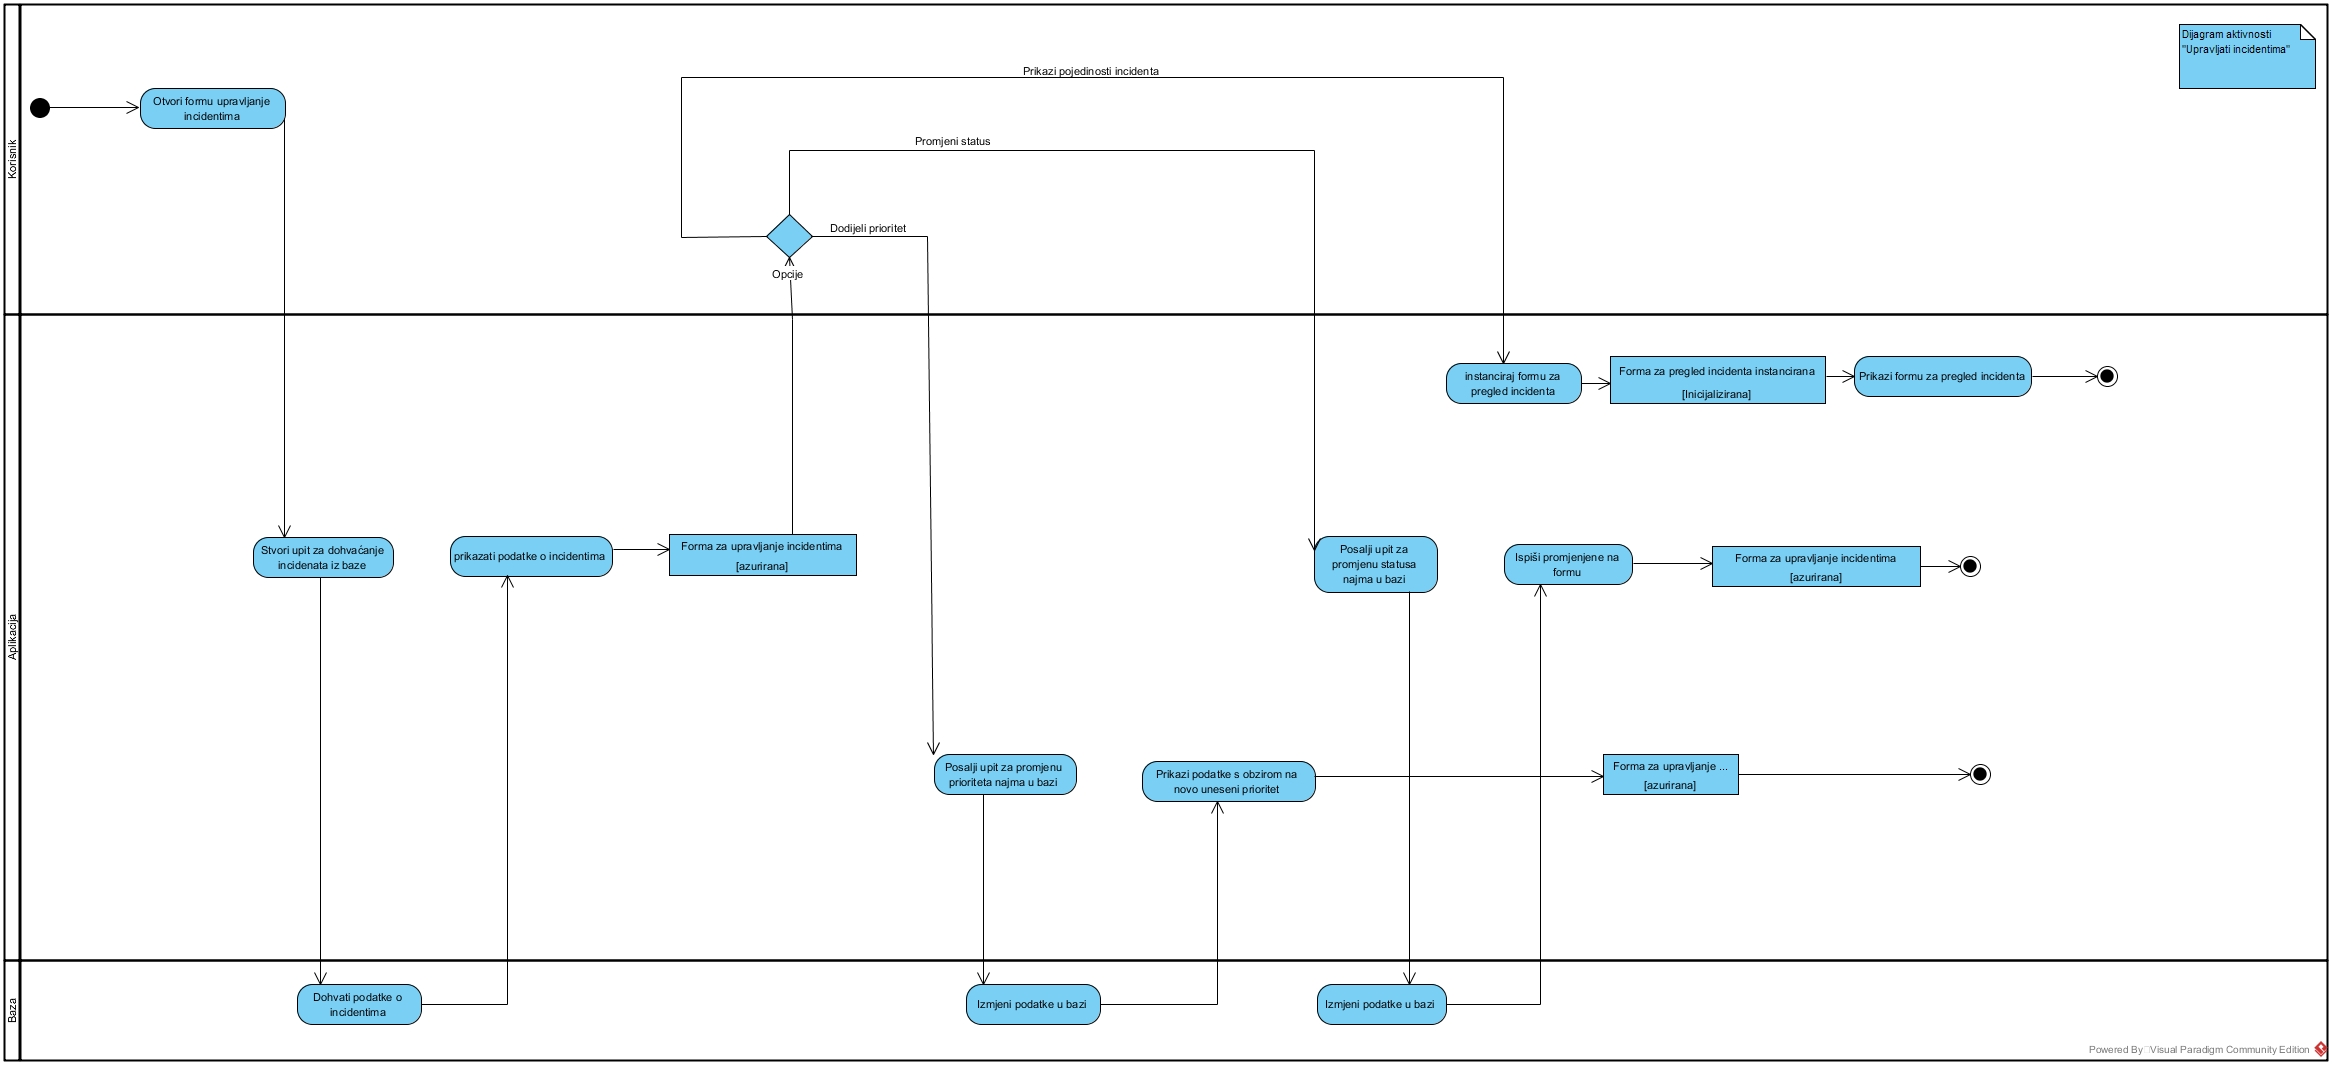 Dijagram aktivnosti
"Upravljati incidentima"
Korisnik
Otvori formu upravljanje
incidentima
Prikazi pojedinosti incidenta
Promjeni status
Dodijeli prioritet
Opcije
Aplikacija
instanciraj formu za
pregled incidenta
Forma za pregled incidenta instancirana
[Inicijalizirana]
Prikazi formu za pregled incidenta
Stvori upit za dohvaćanje
incidenata iz baze
prikazati podatke o incidentima
Forma za upravljanje incidentima
[azurirana]
Posalji upit za
promjenu statusa
najma u bazi
Ispiši promjenjene na
formu
Forma za upravljanje incidentima
[azurirana]
Posalji upit za promjenu
prioriteta najma u bazi
Prikazi podatke s obzirom na
novo uneseni prioritet
Forma za upravljanje ...
[azurirana]
Baza
Dohvati podatke o
incidentima
Izmjeni podatke u bazi
Izmjeni podatke u bazi
Powered By Visual Paradigm Community Edition